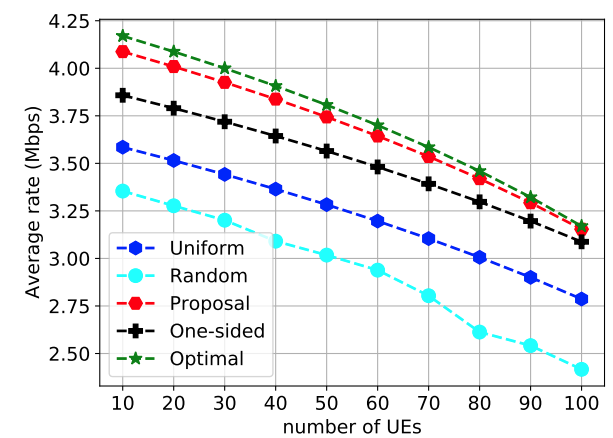 4.25
4.00
3.75
3.50
3.25
3.00
2.75
2.50
Average rate (Mbps)
Uniform
Random
Proposal
One-sided
Optimal
10 20 30 40 50 60 70 80 90 100
number of UEs